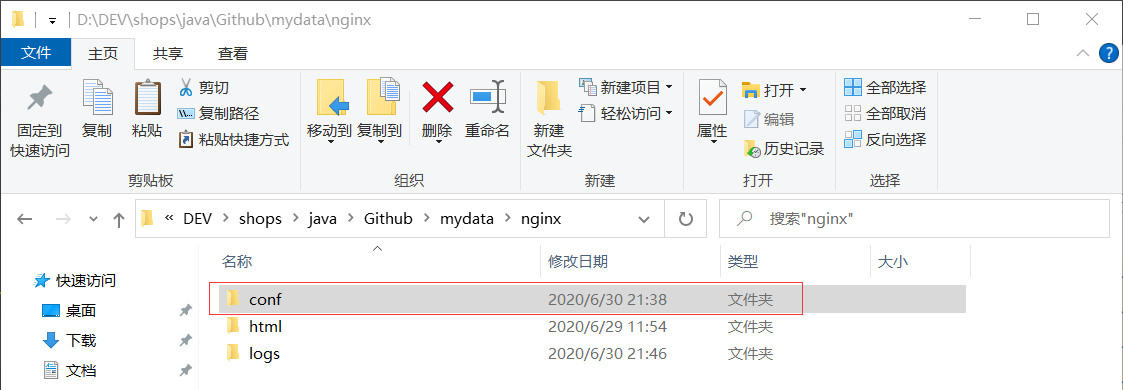 D:\DEV\shops\java\Github\mydata\nginx
文件 主页 共享 查看
固定到快速访问 复制 粘贴 剪切 复制路径 粘贴快捷方式
移动到 复制到 删除 重命名
新建文件夹 新建项目 轻松访问
属性 打开 编辑 历史记录
全部选择 全部取消 反向选择
剪贴板 组织 新建 打开 选择
« DEV > shops > java > Github > mydata > nginx 搜索"nginx"
名称 修改日期 类型 大小
快速访问
桌面
下载
文档
conf 2020/6/30 21:38 文件夹
html 2020/6/29 11:54 文件夹
logs 2020/6/30 21:46 文件夹